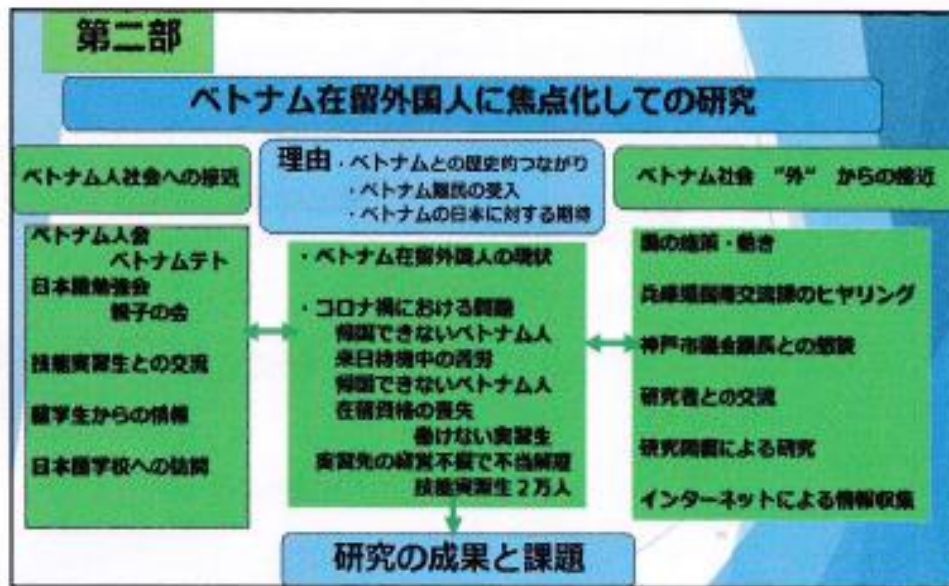 第二部
ベトナム在留外国人に焦点化しての研究
ベトナム人社会への接近
理由・ベトナムとの歴史的つながり
・ベトナム難民の受入
・ベトナムの日本に対する期待
ベトナム社会 “外” からの接近
ベトナム人会
ベトナムテト
日本語勉強会
親子の会
技能実習生との交流
留学生からの情報
日本語学校への訪問
・ベトナム在留外国人の現状
・コロナ禍における問題
帰国できないベトナム人
来日待機中の苦労
帰国できないベトナム人
在留資格の喪失
働けない実習生
実習先の経営不振で不当解雇
技能実習生2万人
国の施策・動き
兵庫県国際交流課のヒヤリング
神戸市議会議員との懇談
研究者との交流
研究図書による研究
インターネットによる情報収集
研究の成果と課題